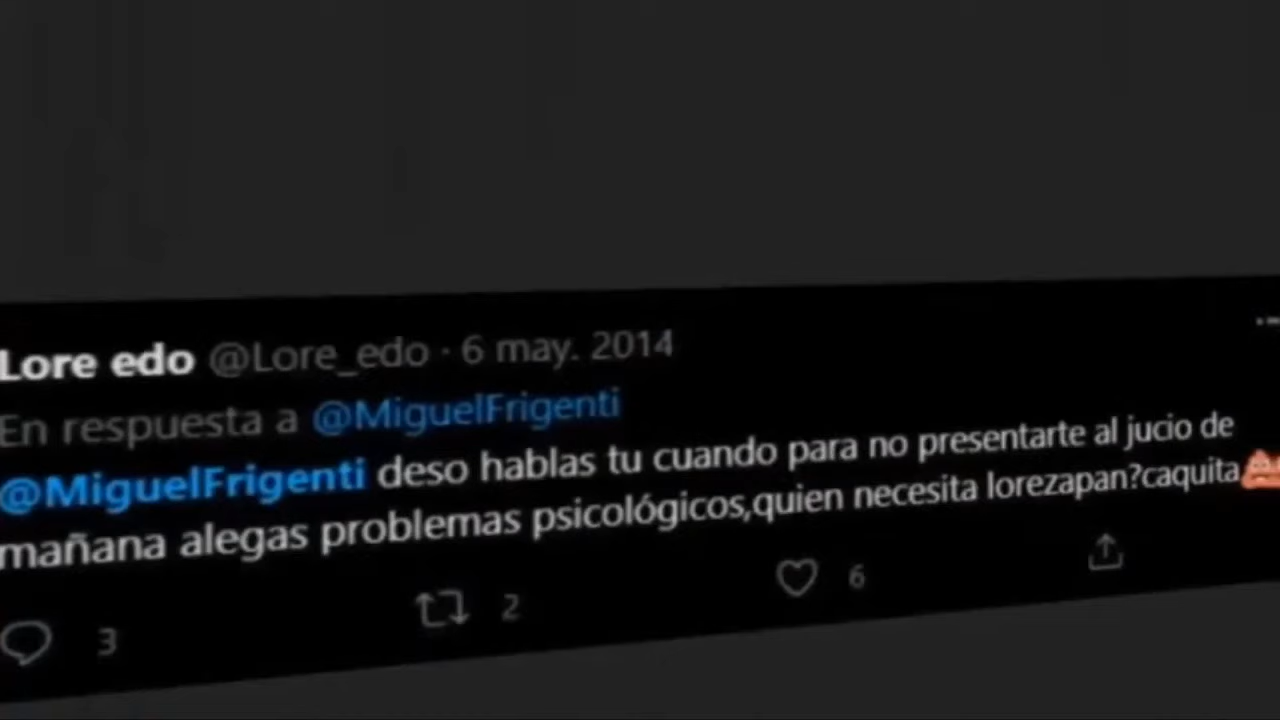 Lore edo @Lore_edo · 6 may. 2014
En respuesta a @MiguelFrigenti
@MiguelFrigenti deso hablas tu cuando para no presentarte al jucio de
mañana alegas problemas psicológicos,quien necesita lorezapan?caquita
3 2 6